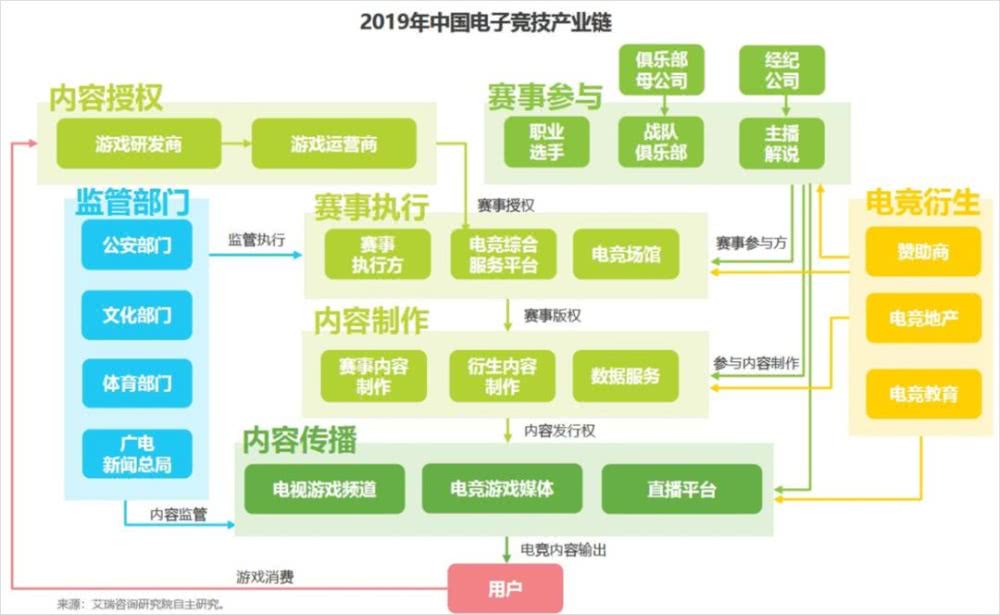 2019年中国电子竞技产业链
俱乐部
母公司
经纪
公司
内容授权
游戏研发商
游戏运营商
赛事参与
职业
选手
战队
俱乐部
主播
解说
监管部门
公安部门
文化部门
体育部门
广电
新闻总局
监管执行
赛事授权
赛事执行
赛事
执行方
电竞综合
服务平台
电竞场馆
赛事参与方
电竞衍生
赞助商
电竞地产
电竞教育
赛事版权
内容制作
赛事内容
制作
衍生内容
制作
数据服务
参与内容制作
内容发行权
内容传播
电视游戏频道
电竞游戏媒体
直播平台
内容监管
电竞内容输出
游戏消费
用户
来源：艾瑞咨询研究院自主研究。